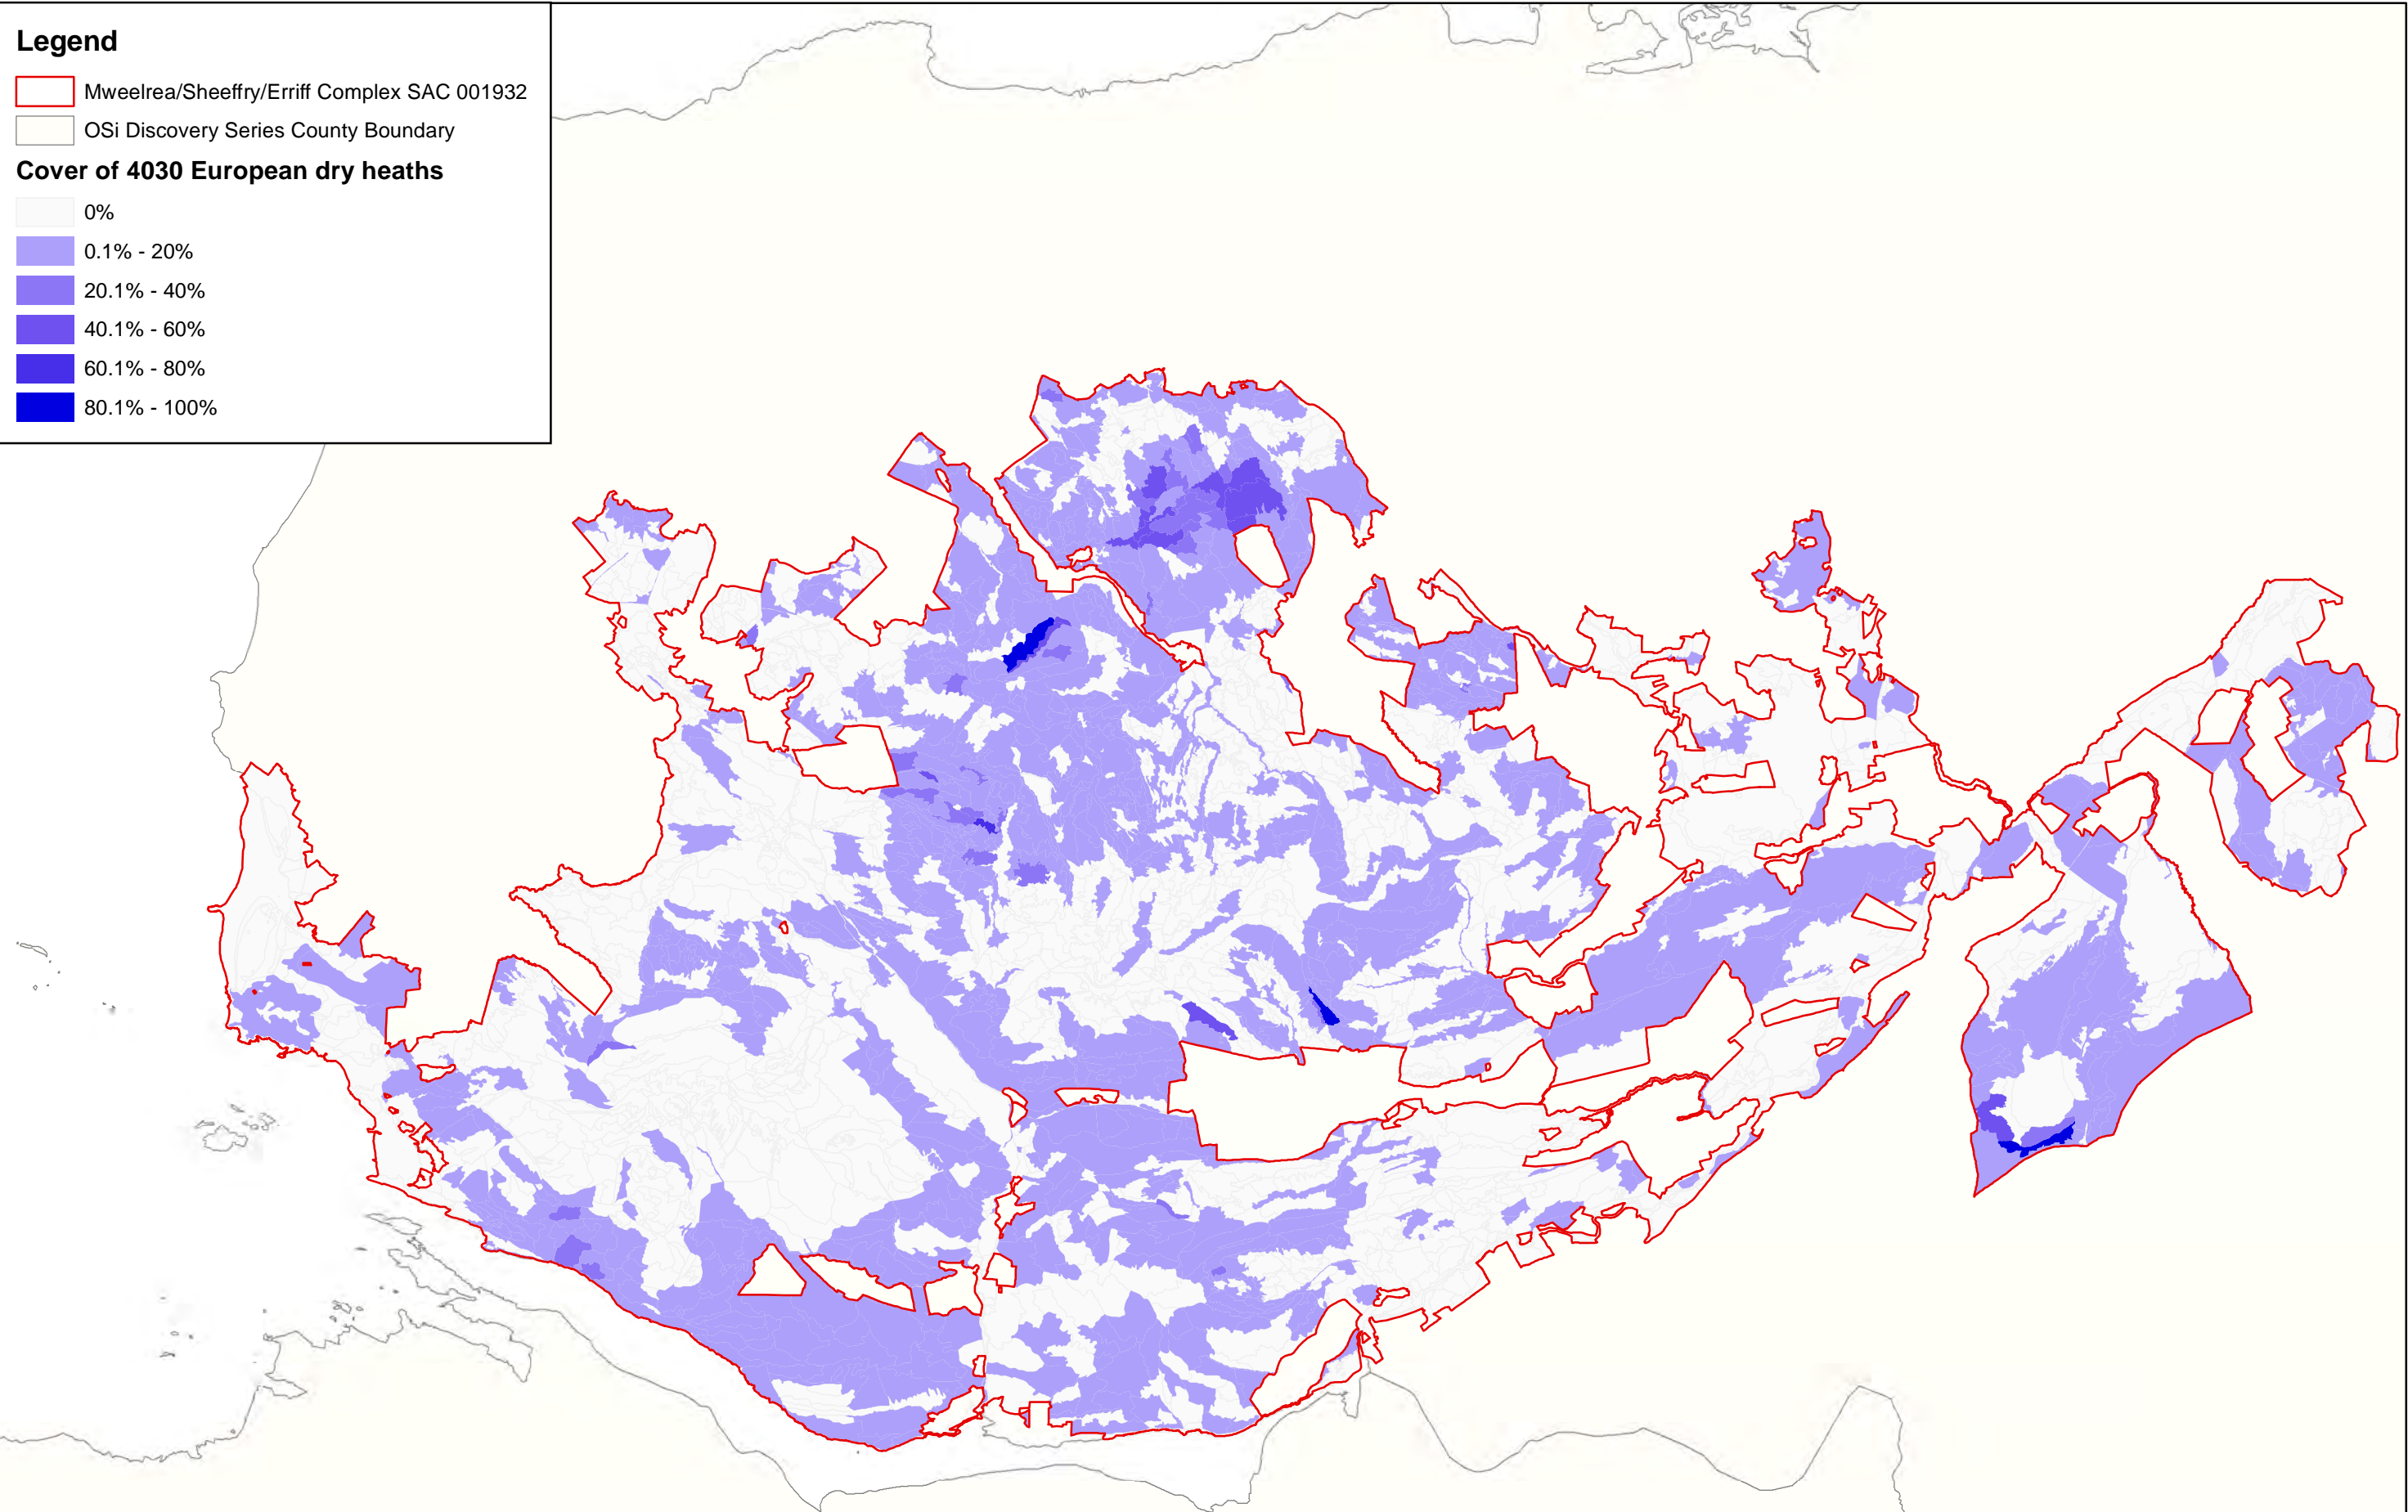 Legend
Mweelrea/Sheeffry/Erriff Complex SAC 001932
OSi Discovery Series County Boundary
Cover of 4030 European dry heaths
0%
0.1% - 20%
20.1% - 40%
40.1% - 60%
60.1% - 80%
80.1% - 100%